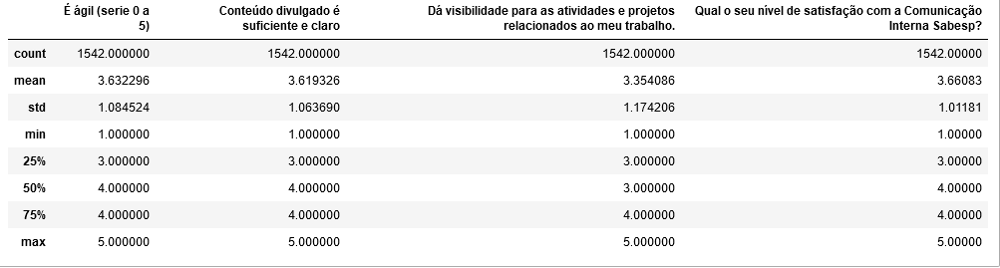 É ágil (serie 0 a 5) Conteúdo divulgado é suficiente e claro Dá visibilidade para as atividades e projetos relacionados ao meu trabalho. Qual o seu nível de satisfação com a Comunicação Interna Sabesp?
count 1542.000000 1542.000000 1542.000000 1542.00000
mean 3.632296 3.619326 3.354086 3.66083
std 1.084524 1.063690 1.174206 1.01181
min 1.000000 1.000000 1.000000 1.00000
25% 3.000000 3.000000 3.000000 3.00000
50% 4.000000 4.000000 3.000000 4.00000
75% 4.000000 4.000000 4.000000 4.00000
max 5.000000 5.000000 5.000000 5.00000